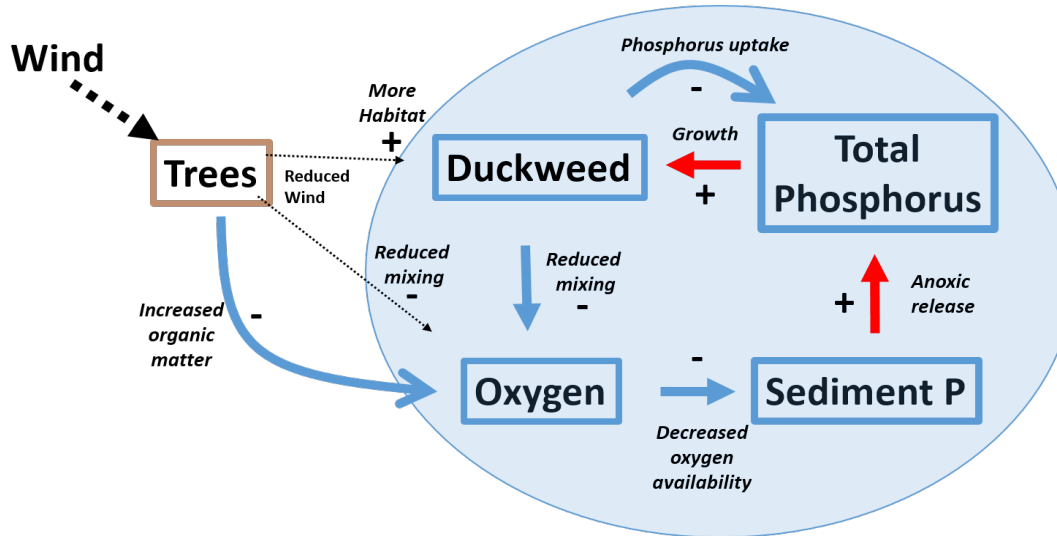 Wind
Trees
More
Habitat
+
Reduced
Wind
Phosphorus uptake
-
Growth
+
Duckweed
Total
Phosphorus
Reduced
mixing
-
Reduced
mixing
-
Anoxic
release
+
Increased
organic
matter
-
Oxygen
-
Decreased
oxygen
availability
Sediment P